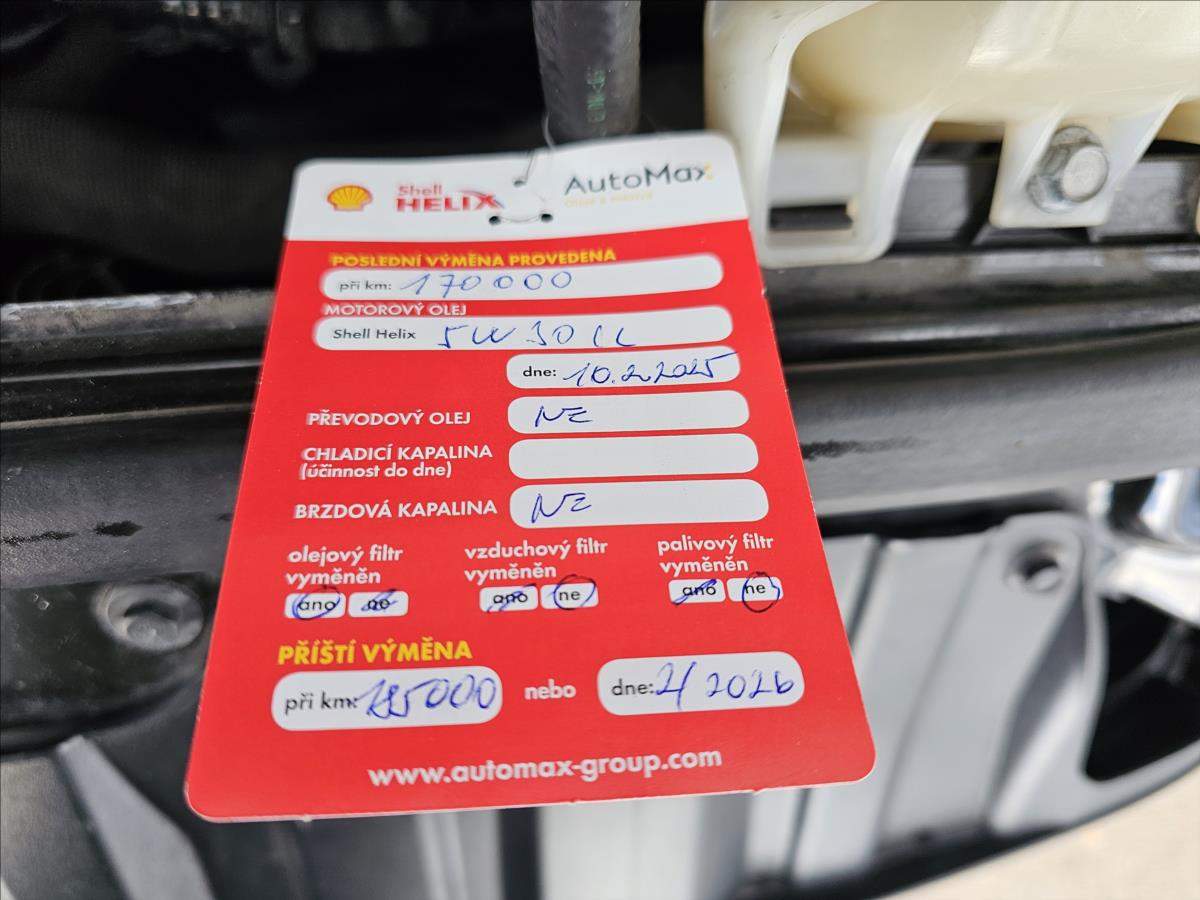 Shell
HELIX
AutoMax
POSLEDNÍ VÝMĚNA PROVEDENA
při km: 170000
MOTOROVÝ OLEJ
Shell Helix 5W30 LL
dne: 10.2.2025
PŘEVODOVÝ OLEJ NE
CHLADICÍ KAPALINA
(účinnost do dne)
BRZDOVÁ KAPALINA NE
olejový filtr vyměněn
ano ne
vzduchový filtr vyměněn
ano ne
palivový filtr vyměněn
ano ne
PŘÍŠTÍ VÝMĚNA
při km: 185000 nebo dne: 2/2026
www.automax-group.com